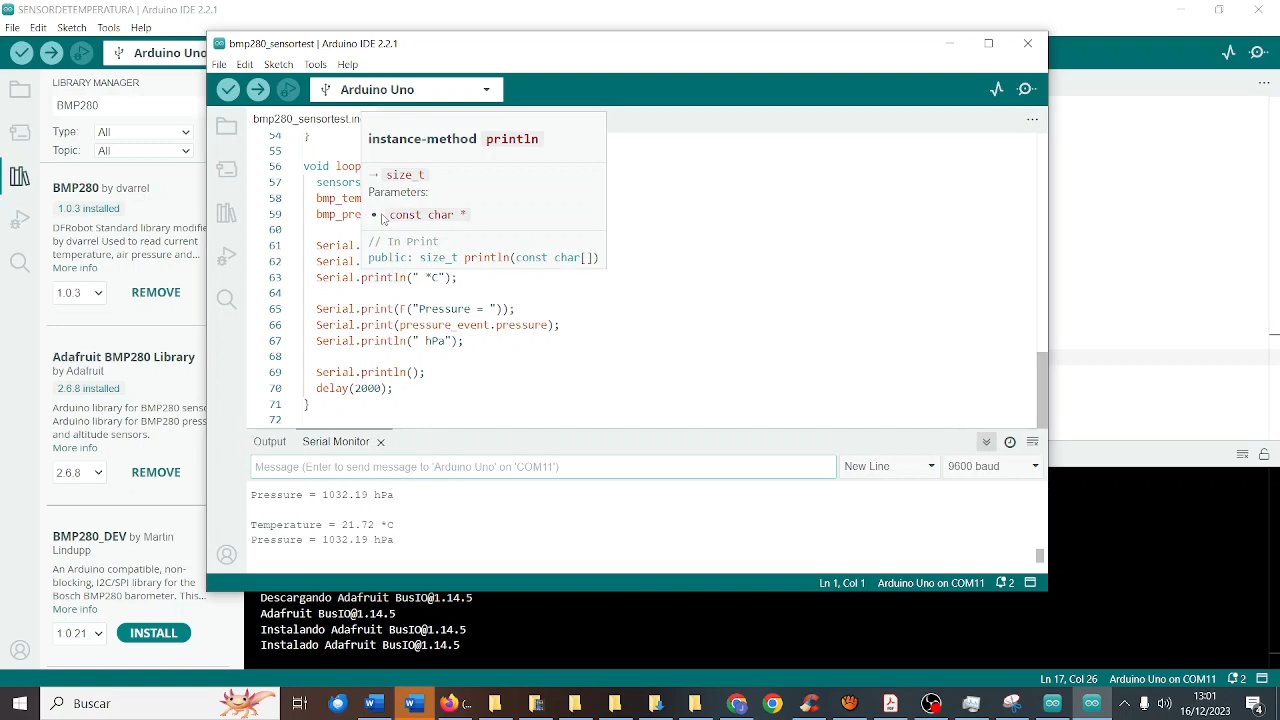 SENSORDETEMPERATURA | Arduino IDE 2.2.1
File Edit Sketch Tools Help
Arduino Uno
LIBRARY MANAGER
BMP280
Type: All
Topic: All
BMP280 by dvarrel
1.0.3 installed
DFRobot Standard library modified
by dvarrel Used to read current
temperature, air pressure and...
More info
1.0.3 REMOVE
Adafruit BMP280 Library
by Adafruit
2.6.8 installed
Arduino library for BMP280 sensors.
Arduino library for BMP280 pressure
and altitude sensors.
More info
2.6.8 REMOVE
BMP280_DEV by Martin
Lindupp
An Arduino compatible, non-
blocking, I2C/SPI library for the
Bosch BMP280 barometer. This...
More info
1.0.21 INSTALL
bmp280_sensortest | Arduino IDE 2.2.1
File Edit Sketch Tools Help
Arduino Uno
bmp280_sensortest.in
instance-method println
→ size_t
Parameters:
• const char *
// In Print
public: size_t println(const char[])
54 }
55
56 void loop
57 sensors
58 bmp_tem
59 bmp_pre
60
61 Serial.
62 Serial.
63 Serial.println(" *C");
64
65 Serial.print(F("Pressure = "));
66 Serial.print(pressure_event.pressure);
67 Serial.println(" hPa");
68
69 Serial.println();
70 delay(2000);
71 }
72
Output Serial Monitor
Message (Enter to send message to 'Arduino Uno' on 'COM11') New Line 9600 baud
Pressure = 1032.19 hPa
Temperature = 21.72 *C
Pressure = 1032.19 hPa
Ln 1, Col 1 Arduino Uno on COM11 2
Descargando Adafruit BusIO@1.14.5
Adafruit BusIO@1.14.5
Instalando Adafruit BusIO@1.14.5
Instalado Adafruit BusIO@1.14.5
Ln 17, Col 26 Arduino Uno on COM11 2
Buscar
13:01
16/12/2023